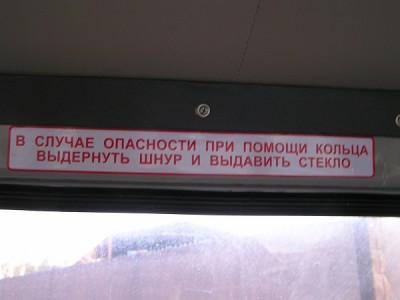 В СЛУЧАЕ ОПАСНОСТИ ПРИ ПОМОЩИ КОЛЬЦА
ВЫДЕРНУТЬ ШНУР И ВЫДАВИТЬ СТЕКЛО